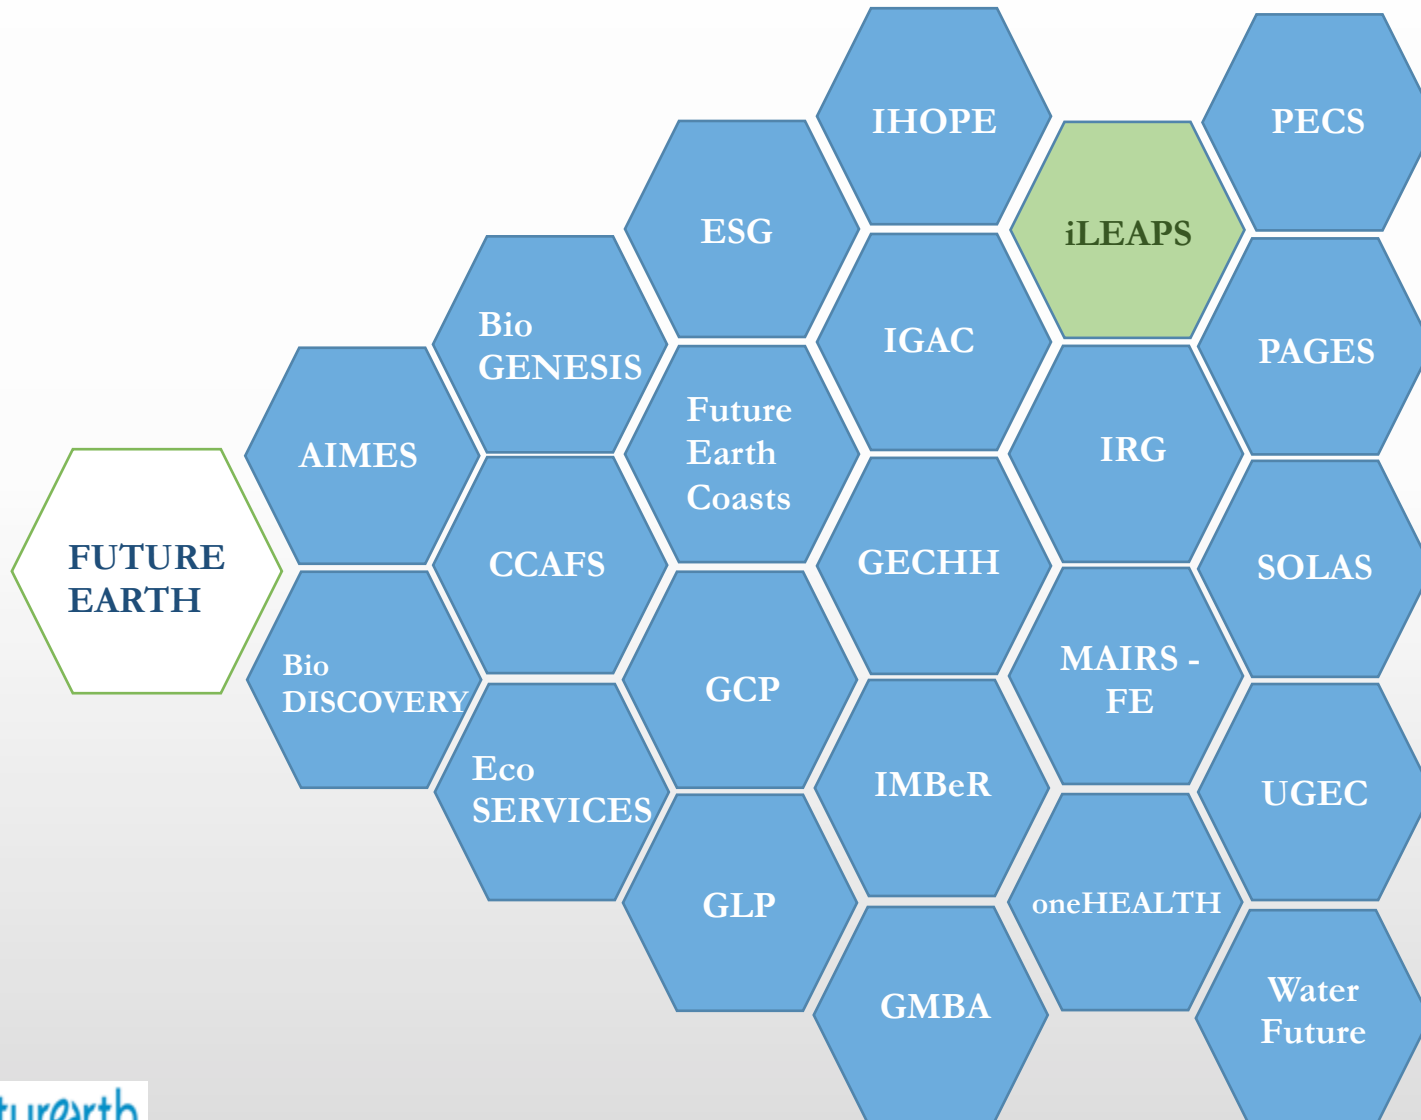 FUTURE
EARTH
AIMES
Bio
DISCOVERY
Bio
GENESIS
CCAFS
Eco
SERVICES
ESG
Future
Earth
Coasts
GCP
GLP
IHOPE
IGAC
GECHH
IMBeR
GMBA
iLEAPS
IRG
MAIRS -
FE
oneHEALTH
PECS
PAGES
SOLAS
UGEC
Water
Future